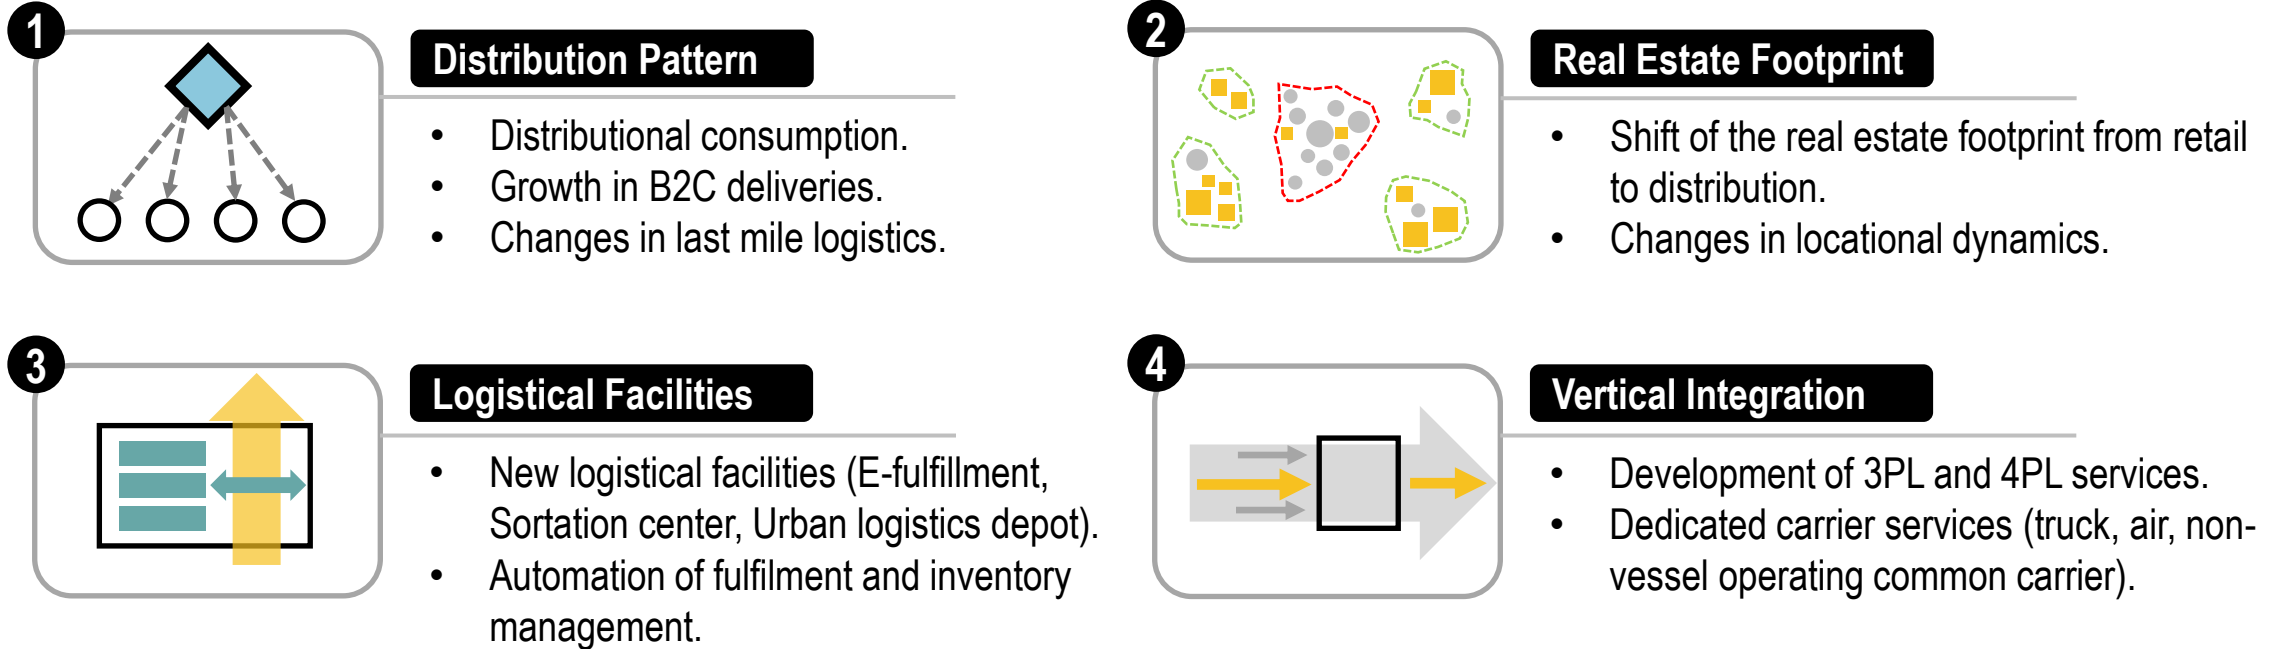 1
Distribution Pattern
• Distributional consumption.
• Growth in B2C deliveries.
• Changes in last mile logistics.
2
Real Estate Footprint
• Shift of the real estate footprint from retail
to distribution.
• Changes in locational dynamics.
3
Logistical Facilities
• New logistical facilities (E-fulfillment,
Sortation center, Urban logistics depot).
• Automation of fulfilment and inventory
management.
4
Vertical Integration
• Development of 3PL and 4PL services.
• Dedicated carrier services (truck, air, non-
vessel operating common carrier).